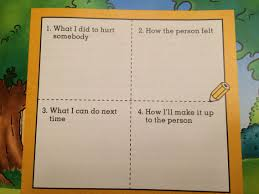 1. What I did to hurt
somebody
2. How the person felt
3. What I can do next
time
4. How I'll make it up
to the person